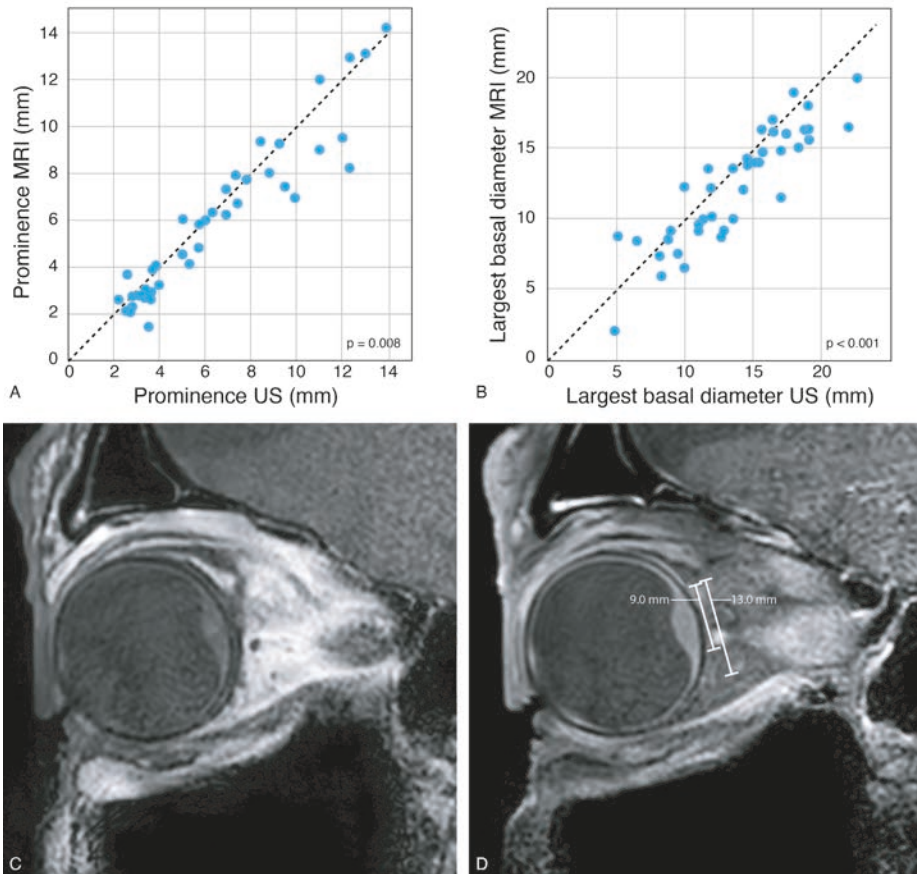 14
12
10
8
6
4
2
0
Prominence MRI (mm)
0 2 4 6 8 10 12 14
Prominence US (mm)
p = 0.008
A
20
15
10
5
0
Largest basal diameter MRI (mm)
0 5 10 15 20
Largest basal diameter US (mm)
p < 0.001
B
C
9.0 mm 13.0 mm
D